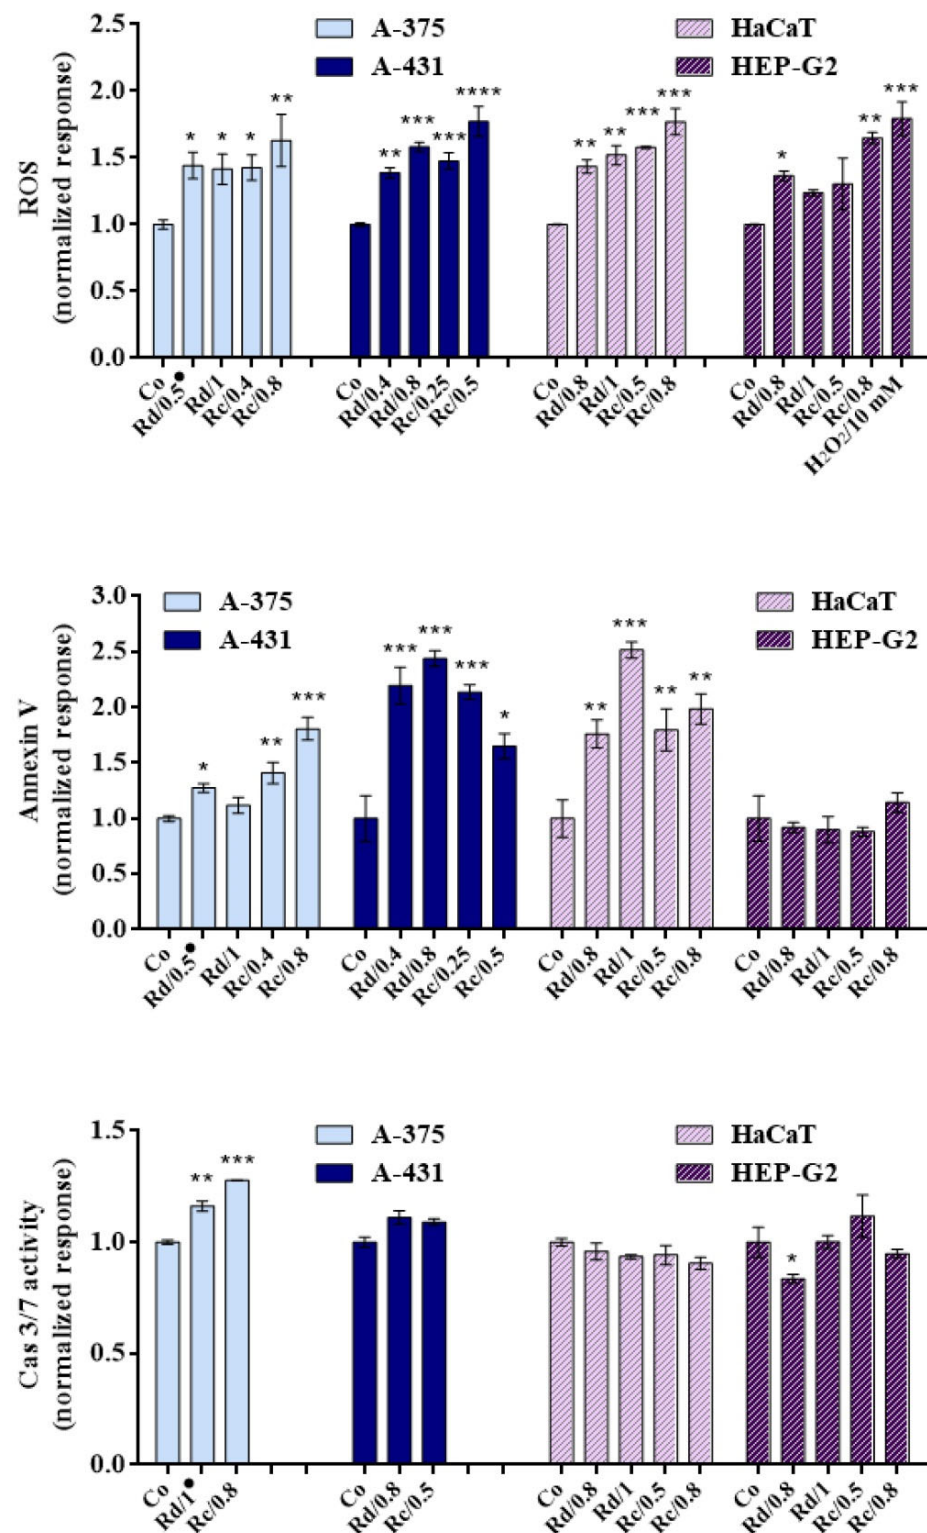 ROS
(normalized response)
2.5
2.0
1.5
1.0
0.5
0.0
A-375
A-431
HaCaT
HEP-G2
* * * **
** *** *** ****
** ** *** ***
* ** ***
Co Rd/0.5• Rd/1 Rc/0.4 Rc/0.8
Co Rd/0.4 Rd/0.8 Rc/0.25 Rc/0.5
Co Rd/0.8 Rd/1 Rc/0.5 Rc/0.8
Co Rd/0.8 Rd/1 Rc/0.5 Rc/0.8 H₂O₂/10 mM
Annexin V
(normalized response)
3.0
2.5
2.0
1.5
1.0
0.5
0.0
A-375
A-431
HaCaT
HEP-G2
* ** ***
*** *** *** *
** *** ** **
Co Rd/0.5• Rd/1 Rc/0.4 Rc/0.8
Co Rd/0.4 Rd/0.8 Rc/0.25 Rc/0.5
Co Rd/0.8 Rd/1 Rc/0.5 Rc/0.8
Co Rd/0.8 Rd/1 Rc/0.5 Rc/0.8
Cas 3/7 activity
(normalized response)
1.5
1.0
0.5
0.0
A-375
A-431
HaCaT
HEP-G2
** ***
*
Co Rd/1• Rc/0.8
Co Rd/0.8 Rc/0.5
Co Rd/0.8 Rd/1 Rc/0.5 Rc/0.8
Co Rd/0.8 Rd/1 Rc/0.5 Rc/0.8